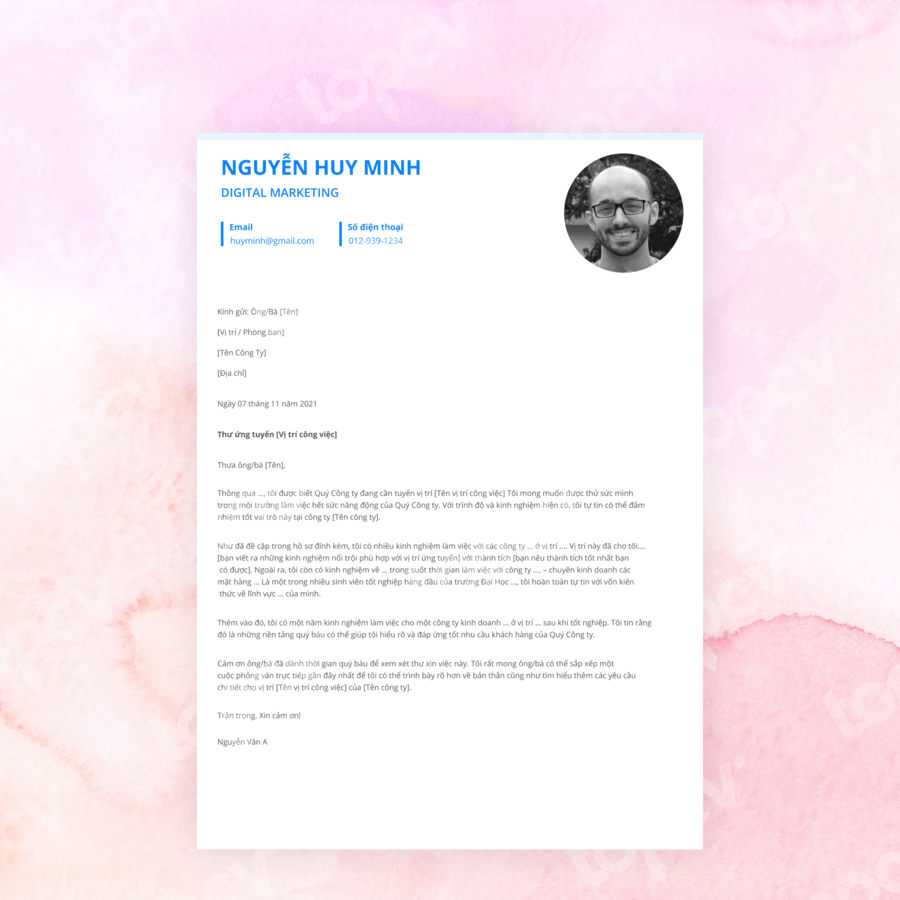 NGUYỄN HUY MINH
DIGITAL MARKETING
Email
huyminh@gmail.com
Số điện thoại
012-939-1234
Kính gửi: Ông/Bà [Tên]
[Vị trí / Phòng ban]
[Tên Công Ty]
[Địa chỉ]
Ngày 07 tháng 11 năm 2021
Thư ứng tuyển [Vị trí công việc]
Thưa ông/bà [Tên],
Thông qua ..., tôi được biết Quý Công ty đang cần tuyển vị trí [Tên vị trí công việc] Tôi mong muốn được thử sức mình
trong môi trường làm việc hết sức năng động của Quý Công ty. Với trình độ và kinh nghiệm hiện có, tôi tự tin có thể đảm
nhiệm tốt vai trò này tại công ty [Tên công ty].
Như đã đề cập trong hồ sơ đính kèm, tôi có nhiều kinh nghiệm làm việc với các công ty ... ở vị trí .... Vị trí này đã cho tôi....
[bạn viết ra những kinh nghiệm nổi trội phù hợp với vị trí ứng tuyển] với thành tích [bạn nêu thành tích tốt nhất bạn
có được]. Ngoài ra, tôi còn có kinh nghiệm về ... trong suốt thời gian làm việc với công ty .... – chuyên kinh doanh các
mặt hàng ... Là một trong nhiều sinh viên tốt nghiệp hàng đầu của trường Đại Học ..., tôi hoàn toàn tự tin với vốn kiến
thức về lĩnh vực ... của mình.
Thêm vào đó, tôi có một năm kinh nghiệm làm việc cho một công ty kinh doanh ... ở vị trí ... sau khi tốt nghiệp. Tôi tin rằng
đó là những nền tảng quý báu có thể giúp tôi hiểu rõ và đáp ứng tốt nhu cầu khách hàng của Quý Công ty.
Cám ơn ông/bà đã dành thời gian quý báu để xem xét thư xin việc này. Tôi rất mong ông/bà có thể sắp xếp một
cuộc phỏng vấn trực tiếp gần đây nhất để tôi có thể trình bày rõ hơn về bản thân cũng như tìm hiểu thêm các yêu cầu
chi tiết cho vị trí [Tên vị trí công việc] của [Tên công ty].
Trân trọng. Xin cảm ơn!
Nguyễn Văn A
topcv